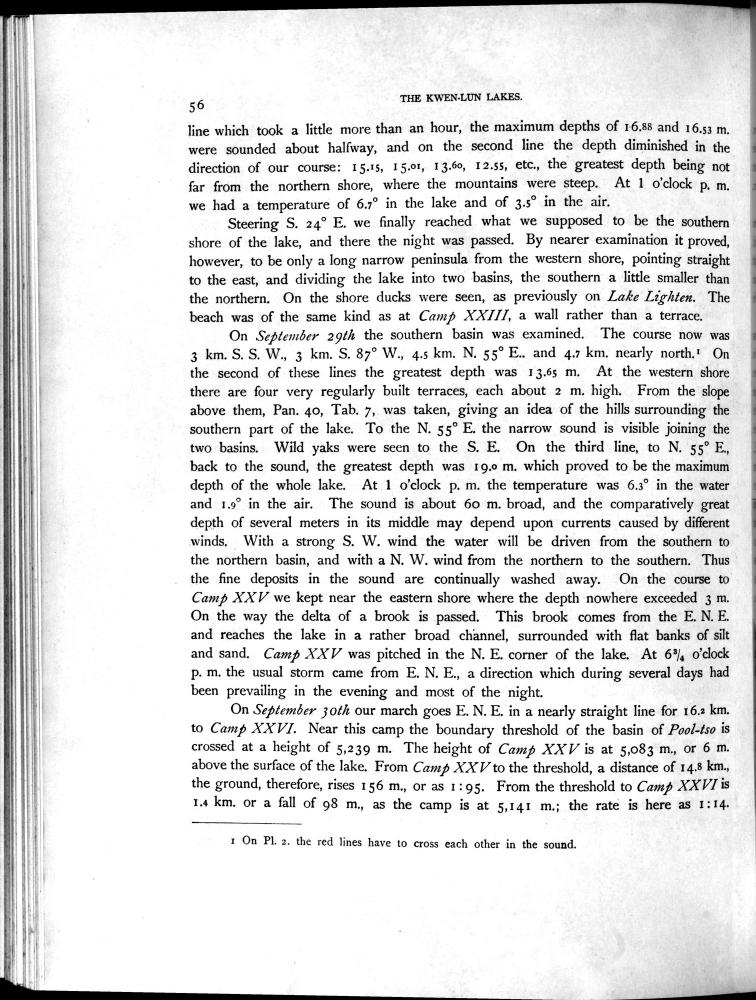 56
THE KWEN-LUN LAKES.
line which took a little more than an hour, the maximum depths of 16.88 and 16.53 m.
were sounded about halfway, and on the second line the depth diminished in the
direction of our course: 15.15, 15.01, 13.60, 12.55, etc., the greatest depth being not
far from the northern shore, where the mountains were steep. At 1 o'clock p. m.
we had a temperature of 6.7° in the lake and of 3.5° in the air.
Steering S. 24° E. we finally reached what we supposed to be the southern
shore of the lake, and there the night was passed. By nearer examination it proved,
however, to be only a long narrow peninsula from the western shore, pointing straight
to the east, and dividing the lake into two basins, the southern a little smaller than
the northern. On the shore ducks were seen, as previously on Lake Lighten. The
beach was of the same kind as at Camp XXIII, a wall rather than a terrace.
On September 29th the southern basin was examined. The course now was
3 km. S. S. W., 3 km. S. 87° W., 4.5 km. N. 55° E.. and 4.7 km. nearly north.¹ On
the second of these lines the greatest depth was 13.65 m. At the western shore
there are four very regularly built terraces, each about 2 m. high. From the slope
above them, Pan. 40, Tab. 7, was taken, giving an idea of the hills surrounding the
southern part of the lake. To the N. 55° E. the narrow sound is visible joining the
two basins. Wild yaks were seen to the S. E. On the third line, to N. 55° E.,
back to the sound, the greatest depth was 19.0 m. which proved to be the maximum
depth of the whole lake. At 1 o'clock p. m. the temperature was 6.3° in the water
and 1.9° in the air. The sound is about 60 m. broad, and the comparatively great
depth of several meters in its middle may depend upon currents caused by different
winds. With a strong S. W. wind the water will be driven from the southern to
the northern basin, and with a N. W. wind from the northern to the southern. Thus
the fine deposits in the sound are continually washed away. On the course to
Camp XXV we kept near the eastern shore where the depth nowhere exceeded 3 m.
On the way the delta of a brook is passed. This brook comes from the E. N. E.
and reaches the lake in a rather broad channel, surrounded with flat banks of silt
and sand. Camp XXV was pitched in the N. E. corner of the lake. At 6³/₄ o'clock
p. m. the usual storm came from E. N. E., a direction which during several days had
been prevailing in the evening and most of the night.
On September 30th our march goes E. N. E. in a nearly straight line for 16.2 km.
to Camp XXVI. Near this camp the boundary threshold of the basin of Pool-tso is
crossed at a height of 5,239 m. The height of Camp XXV is at 5,083 m., or 6 m.
above the surface of the lake. From Camp XXV to the threshold, a distance of 14.8 km.,
the ground, therefore, rises 156 m., or as 1:95. From the threshold to Camp XXVI is
1.4 km. or a fall of 98 m., as the camp is at 5,141 m.; the rate is here as 1:14.
1 On Pl. 2. the red lines have to cross each other in the sound.